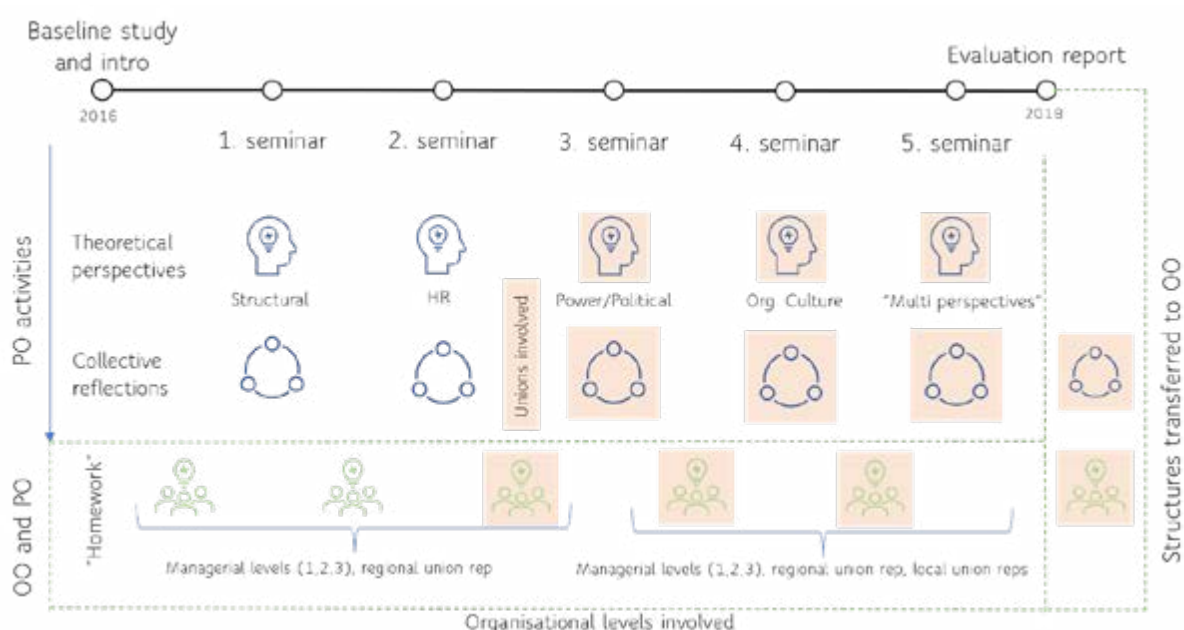 Baseline study
and intro
Evaluation report
2016
2019
1. seminar
2. seminar
3. seminar
4. seminar
5. seminar
PO activities
Theoretical
perspectives
Structural
HR
Power/Political
Org. Culture
"Multi perspectives"
Unions involved
Collective
reflections
Structures transferred to OO
OO and PO
"Homework"
Managerial levels (1,2,3), regional union rep
Managerial levels (1,2,3), regional union rep, local union reps
Organisational levels involved